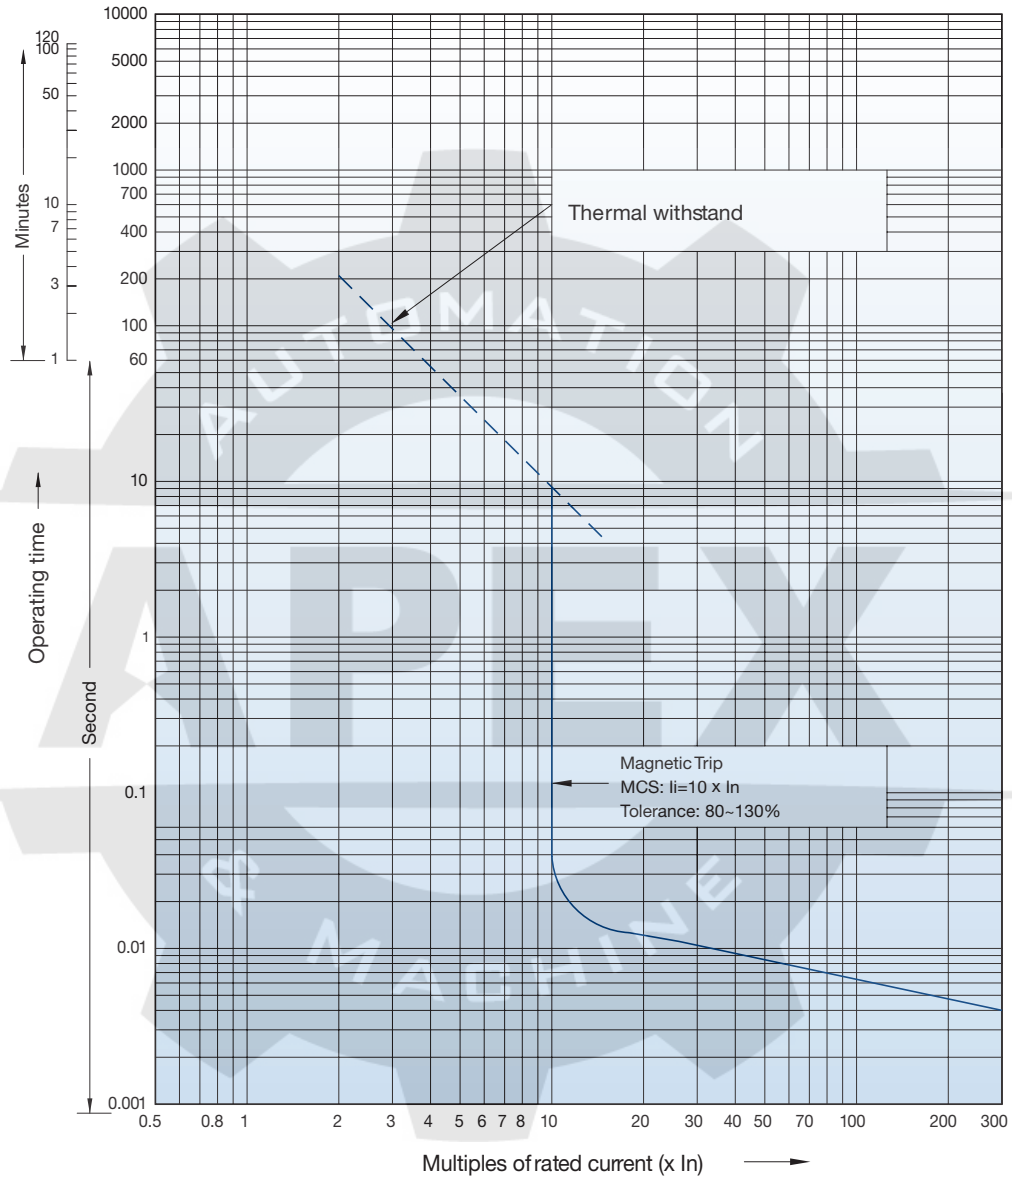 10000
5000
2000
1000
700
400
200
100
60
10
1
0.1
0.01
0.001
120
100
50
10
7
3
1
Minutes
Second
Operating time
Thermal withstand
Magnetic Trip
MCS: Ii=10 x In
Tolerance: 80~130%
AUTOMATION
APEX
& MACHINE
0.5 0.8 1 2 3 4 5 6 7 8 10 20 30 40 50 70 100 200 300
Multiples of rated current (x In)